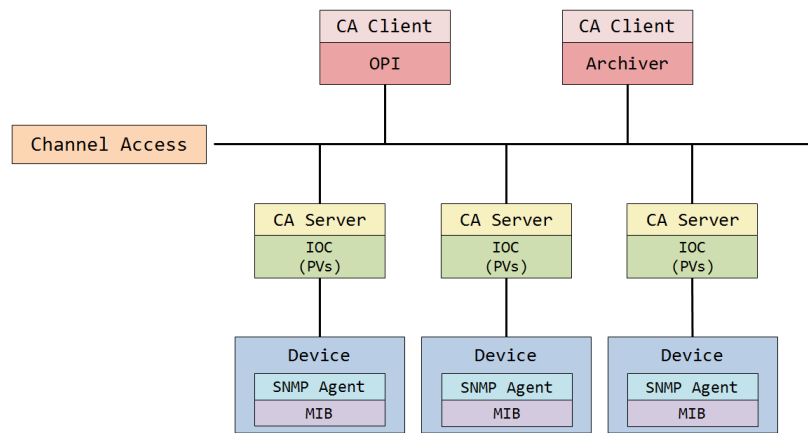 CA Client
OPI
CA Client
Archiver
Channel Access
CA Server
IOC
(PVs)
CA Server
IOC
(PVs)
CA Server
IOC
(PVs)
Device
SNMP Agent
MIB
Device
SNMP Agent
MIB
Device
SNMP Agent
MIB